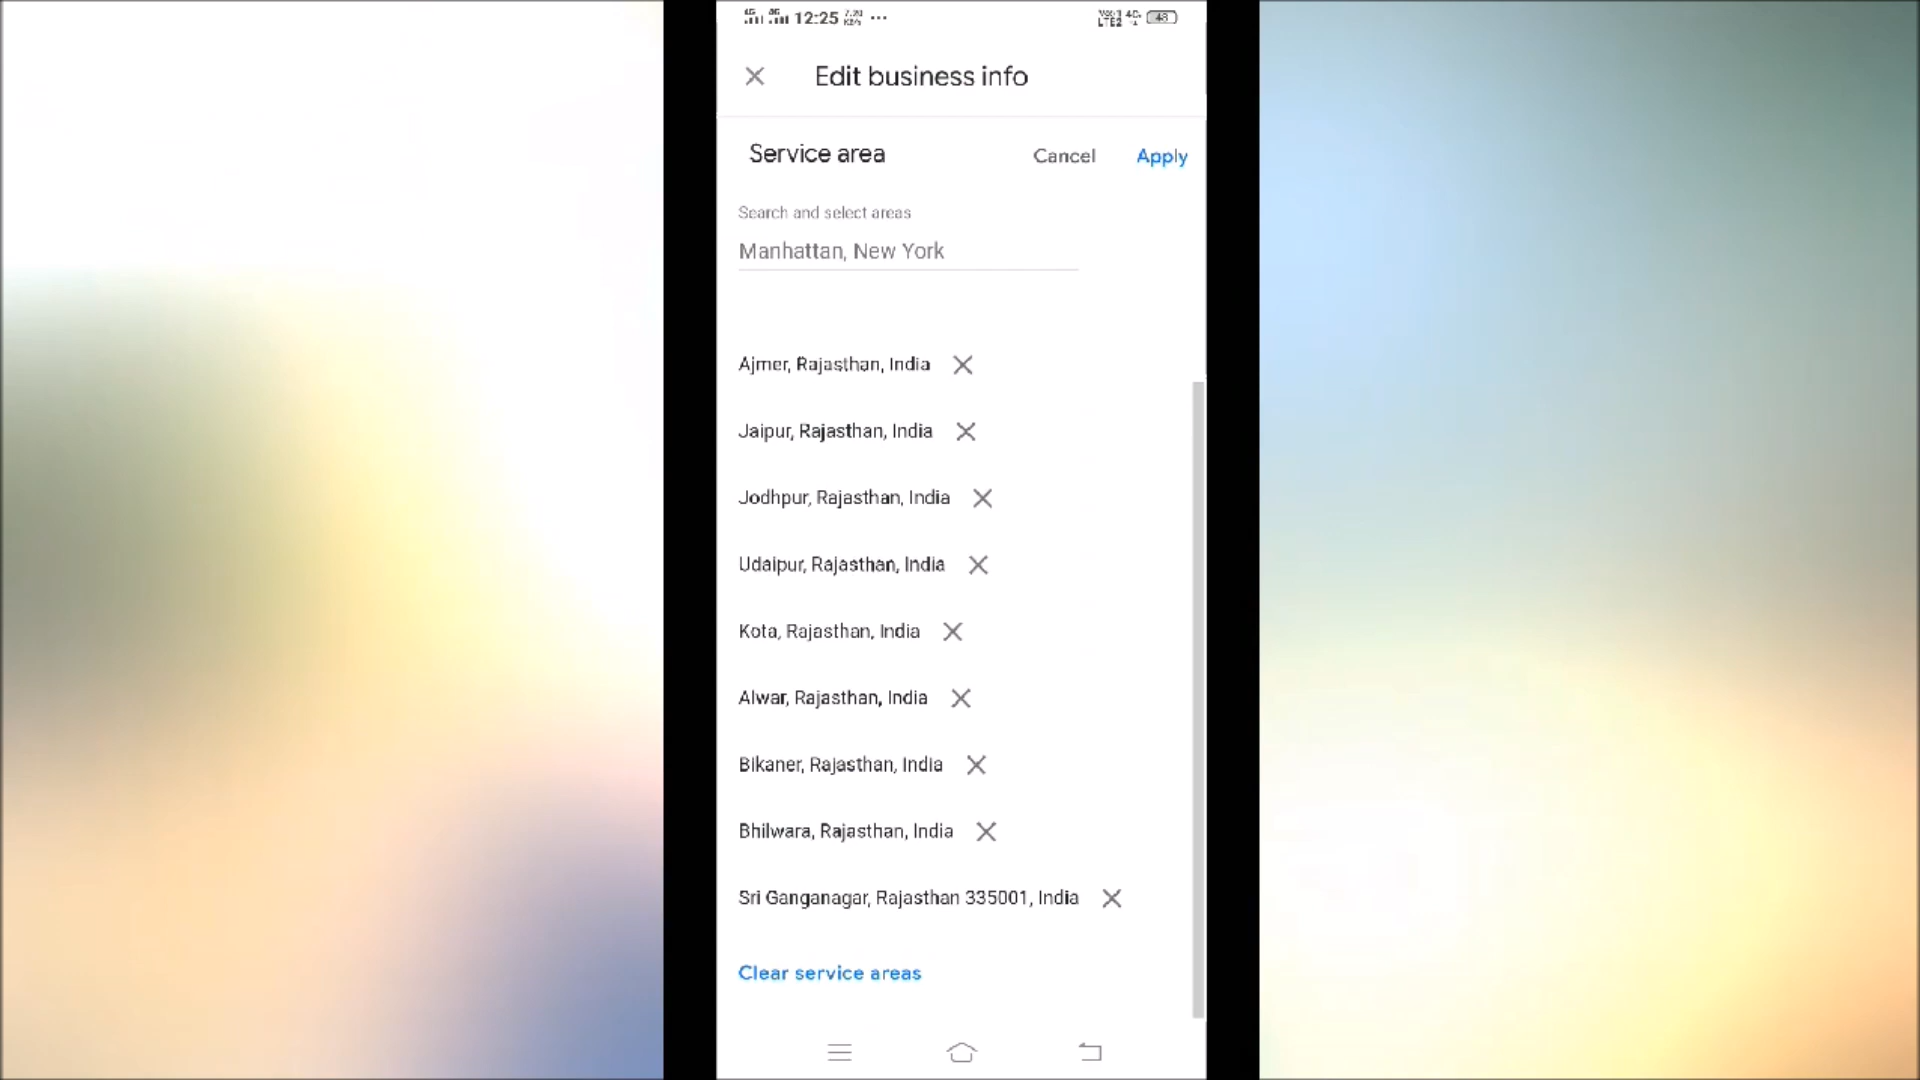 12:25
48
Edit business info
Service area
Cancel
Apply
Search and select areas
Manhattan, New York
Ajmer, Rajasthan, India
Jaipur, Rajasthan, India
Jodhpur, Rajasthan, India
Udaipur, Rajasthan, India
Kota, Rajasthan, India
Alwar, Rajasthan, India
Bikaner, Rajasthan, India
Bhilwara, Rajasthan, India
Sri Ganganagar, Rajasthan 335001, India
Clear service areas